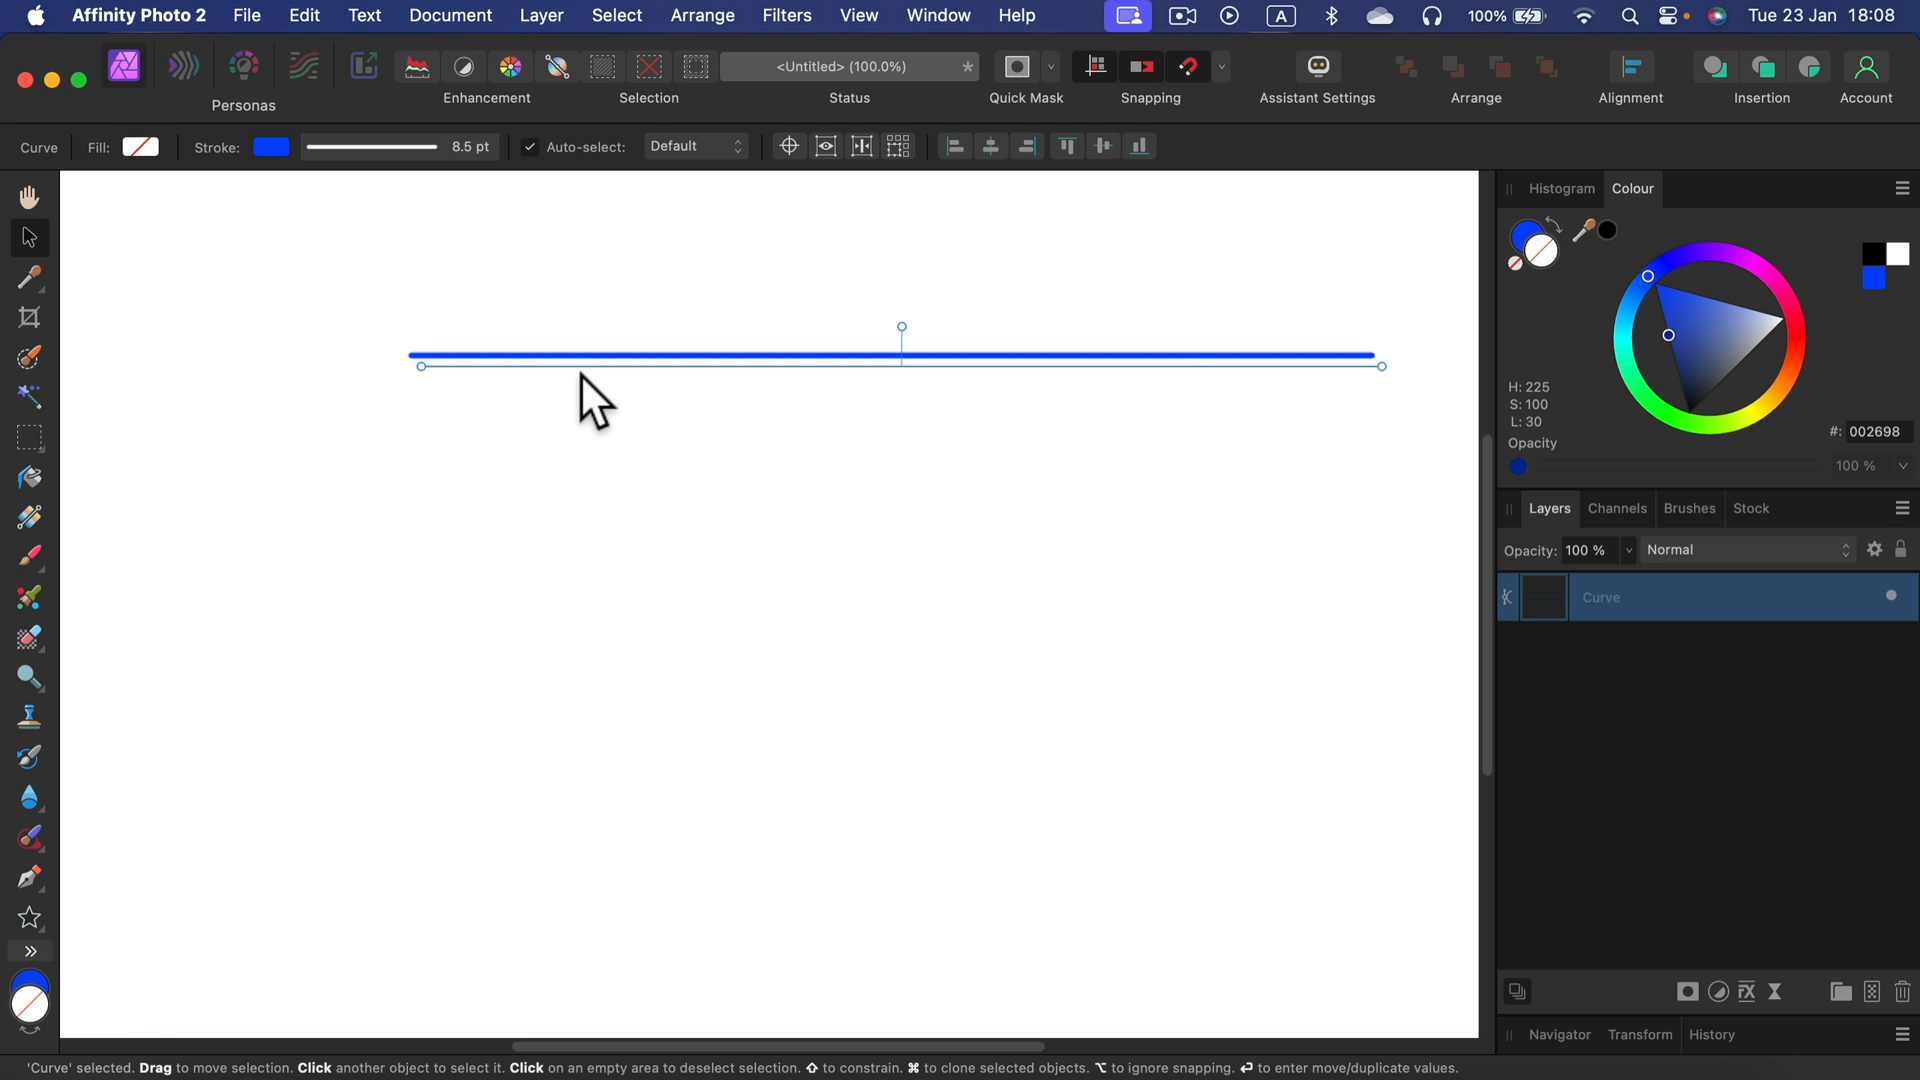 Affinity Photo 2 File Edit Text Document Layer Select Arrange Filters View Window Help A 100% Tue 23 Jan 18:08
<Untitled> (100.0%) *
Personas Enhancement Selection Status Quick Mask Snapping Assistant Settings Arrange Alignment Insertion Account
Curve Fill: Stroke: 8.5 pt Auto-select: Default
Histogram Colour
H: 225
S: 100
L: 30
#: 002698
Opacity
100 %
Layers Channels Brushes Stock
Opacity: 100 % Normal
Curve
FX
Navigator Transform History
'Curve' selected. Drag to move selection. Click another object to select it. Click on an empty area to deselect selection. ⇧ to constrain. ⌘ to clone selected objects. ⌥ to ignore snapping. ⏎ to enter move/duplicate values.